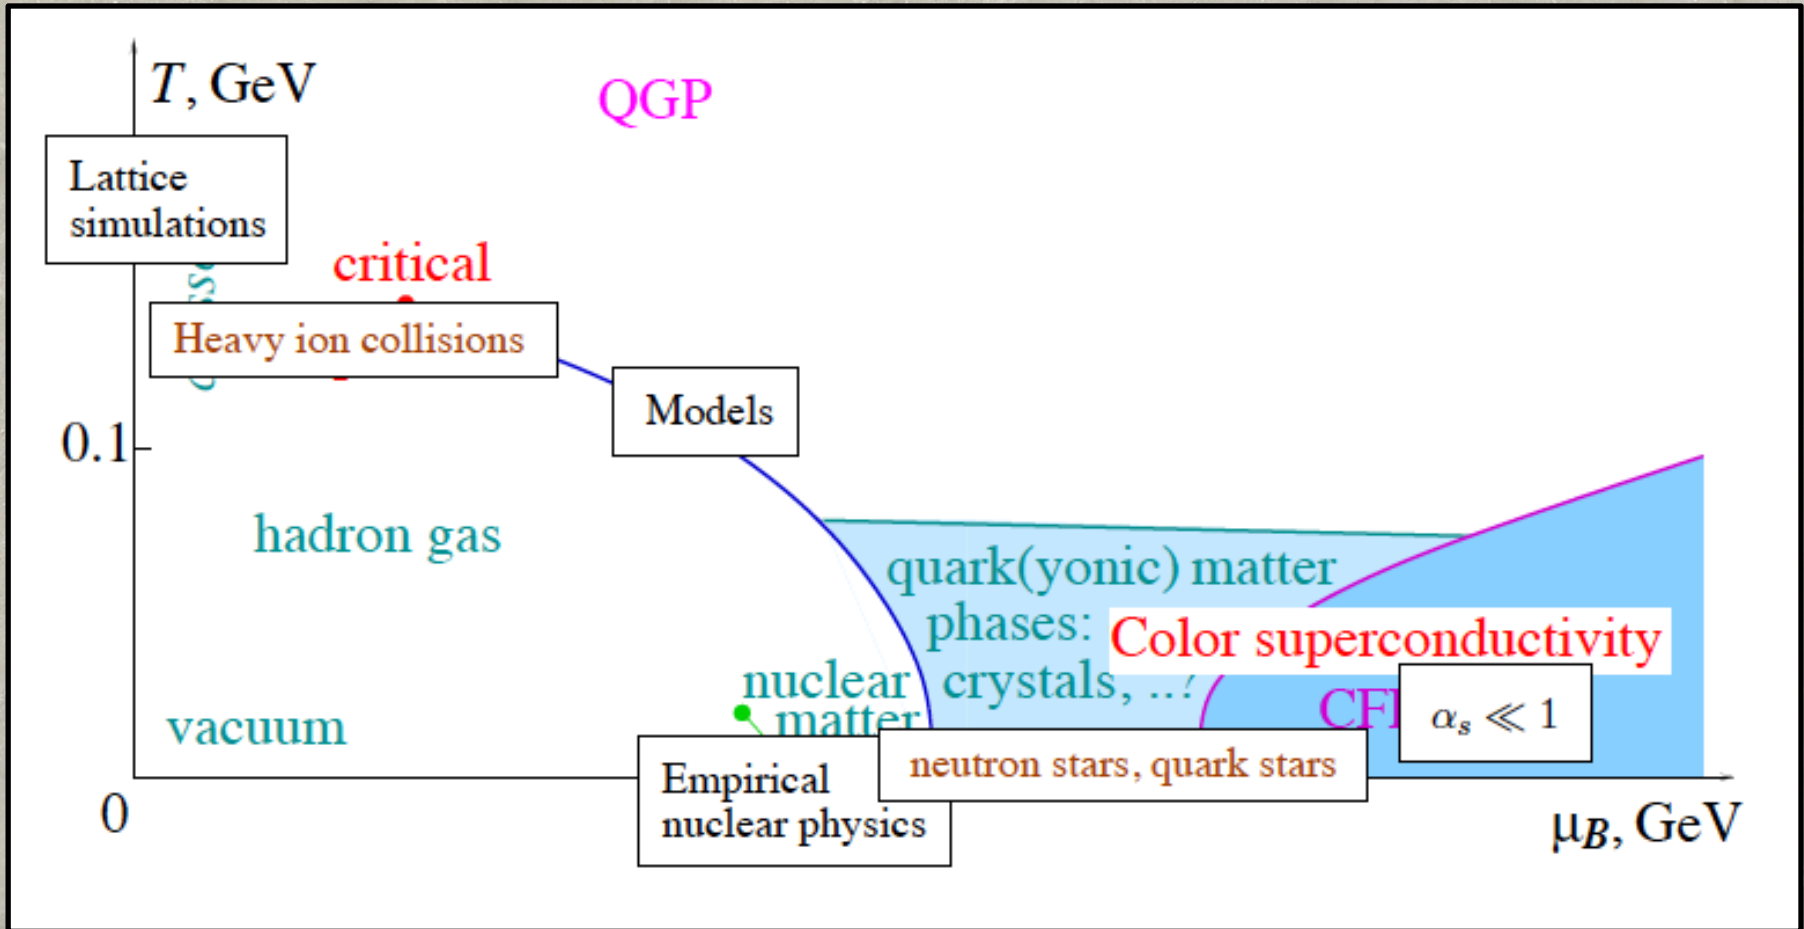 T, GeV
QGP
Lattice
simulations
critical
Heavy ion collisions
Models
0.1
hadron gas
quark(yonic) matter
phases:
Color superconductivity
nuclear
crystals, ..?
matter
vacuum
α_s ≪ 1
neutron stars, quark stars
Empirical
nuclear physics
0
μ_B, GeV